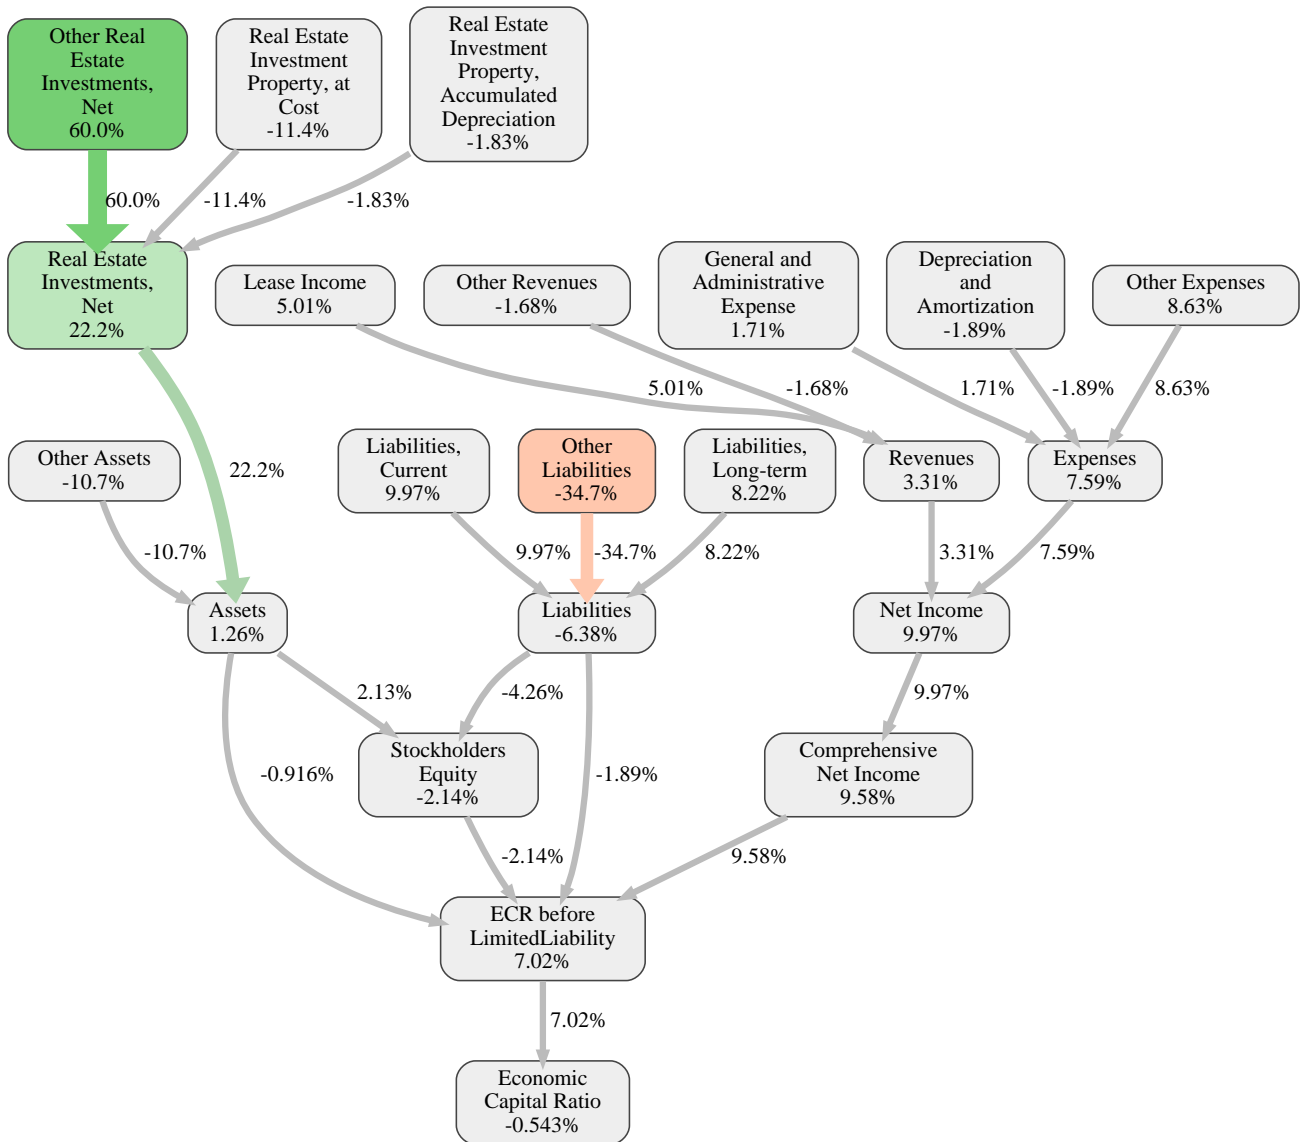 Other Real
Estate
Investments,
Net
60.0%
Real Estate
Investment
Property, at
Cost
-11.4%
Real Estate
Investment
Property,
Accumulated
Depreciation
-1.83%
60.0%
-11.4%
-1.83%
Real Estate
Investments,
Net
22.2%
Lease Income
5.01%
Other Revenues
-1.68%
General and
Administrative
Expense
1.71%
Depreciation
and
Amortization
-1.89%
Other Expenses
8.63%
5.01%
-1.68%
1.71%
-1.89%
8.63%
Other Assets
-10.7%
22.2%
Liabilities,
Current
9.97%
Other
Liabilities
-34.7%
Liabilities,
Long-term
8.22%
Revenues
3.31%
Expenses
7.59%
-10.7%
9.97%
-34.7%
8.22%
3.31%
7.59%
Assets
1.26%
Liabilities
-6.38%
Net Income
9.97%
2.13%
-4.26%
9.97%
-0.916%
Stockholders
Equity
-2.14%
-1.89%
Comprehensive
Net Income
9.58%
-2.14%
9.58%
ECR before
LimitedLiability
7.02%
7.02%
Economic
Capital Ratio
-0.543%